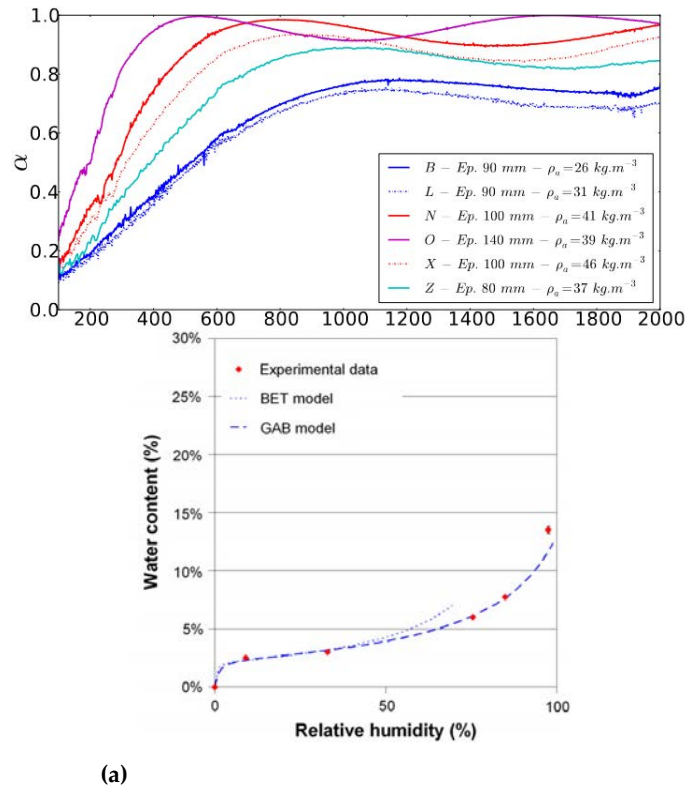 1.0
0.8
0.6
0.4
0.2
0.0
α
200 400 600 800 1000 1200 1400 1600 1800 2000
B – Ep. 90 mm – ρa=26 kg.m−3
L – Ep. 90 mm – ρa=31 kg.m−3
N – Ep. 100 mm – ρa=41 kg.m−3
O – Ep. 140 mm – ρa=39 kg.m−3
X – Ep. 100 mm – ρa=46 kg.m−3
Z – Ep. 80 mm – ρa=37 kg.m−3
30%
25%
20%
15%
10%
5%
0%
Water content (%)
Experimental data
BET model
GAB model
0 50 100
Relative humidity (%)
(a)